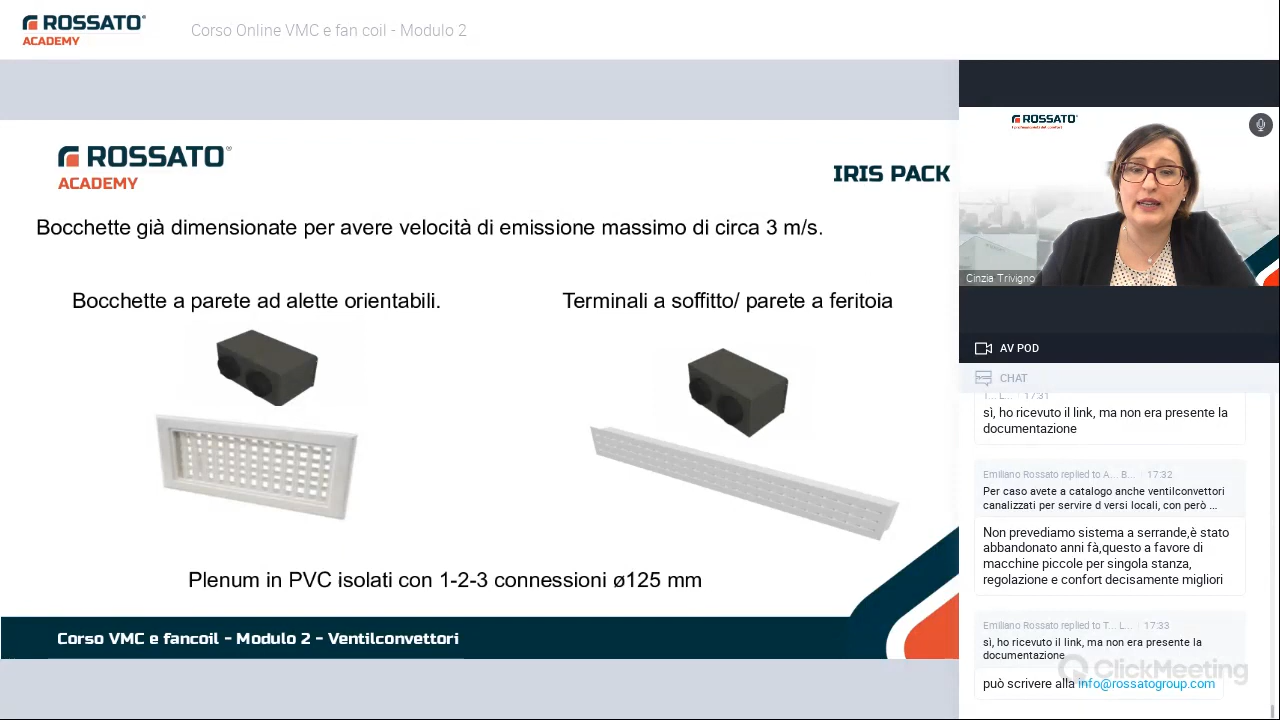 ROSSATO®
ACADEMY
Corso Online VMC e fan coil - Modulo 2
ROSSATO®
ACADEMY
IRIS PACK
Bocchette già dimensionate per avere velocità di emissione massimo di circa 3 m/s.
Bocchette a parete ad alette orientabili.
Terminali a soffitto/ parete a feritoia
Plenum in PVC isolati con 1-2-3 connessioni ø125 mm
Corso VMC e fancoil - Modulo 2 - Ventilconvettori
ROSSATO®
Cinzia Trivigno
AV POD
CHAT
T... L... 17:31
sì, ho ricevuto il link, ma non era presente la
documentazione
Emiliano Rossato replied to A... B... 17:32
Per caso avete a catalogo anche ventilconvettori
canalizzati per servire d versi locali, con però ...
Non prevediamo sistema a serrande,è stato
abbandonato anni fà,questo a favore di
macchine piccole per singola stanza,
regolazione e confort decisamente migliori
Emiliano Rossato replied to T... L... 17:33
sì, ho ricevuto il link, ma non era presente la
documentazione
ClickMeeting
può scrivere alla info@rossatogroup.com